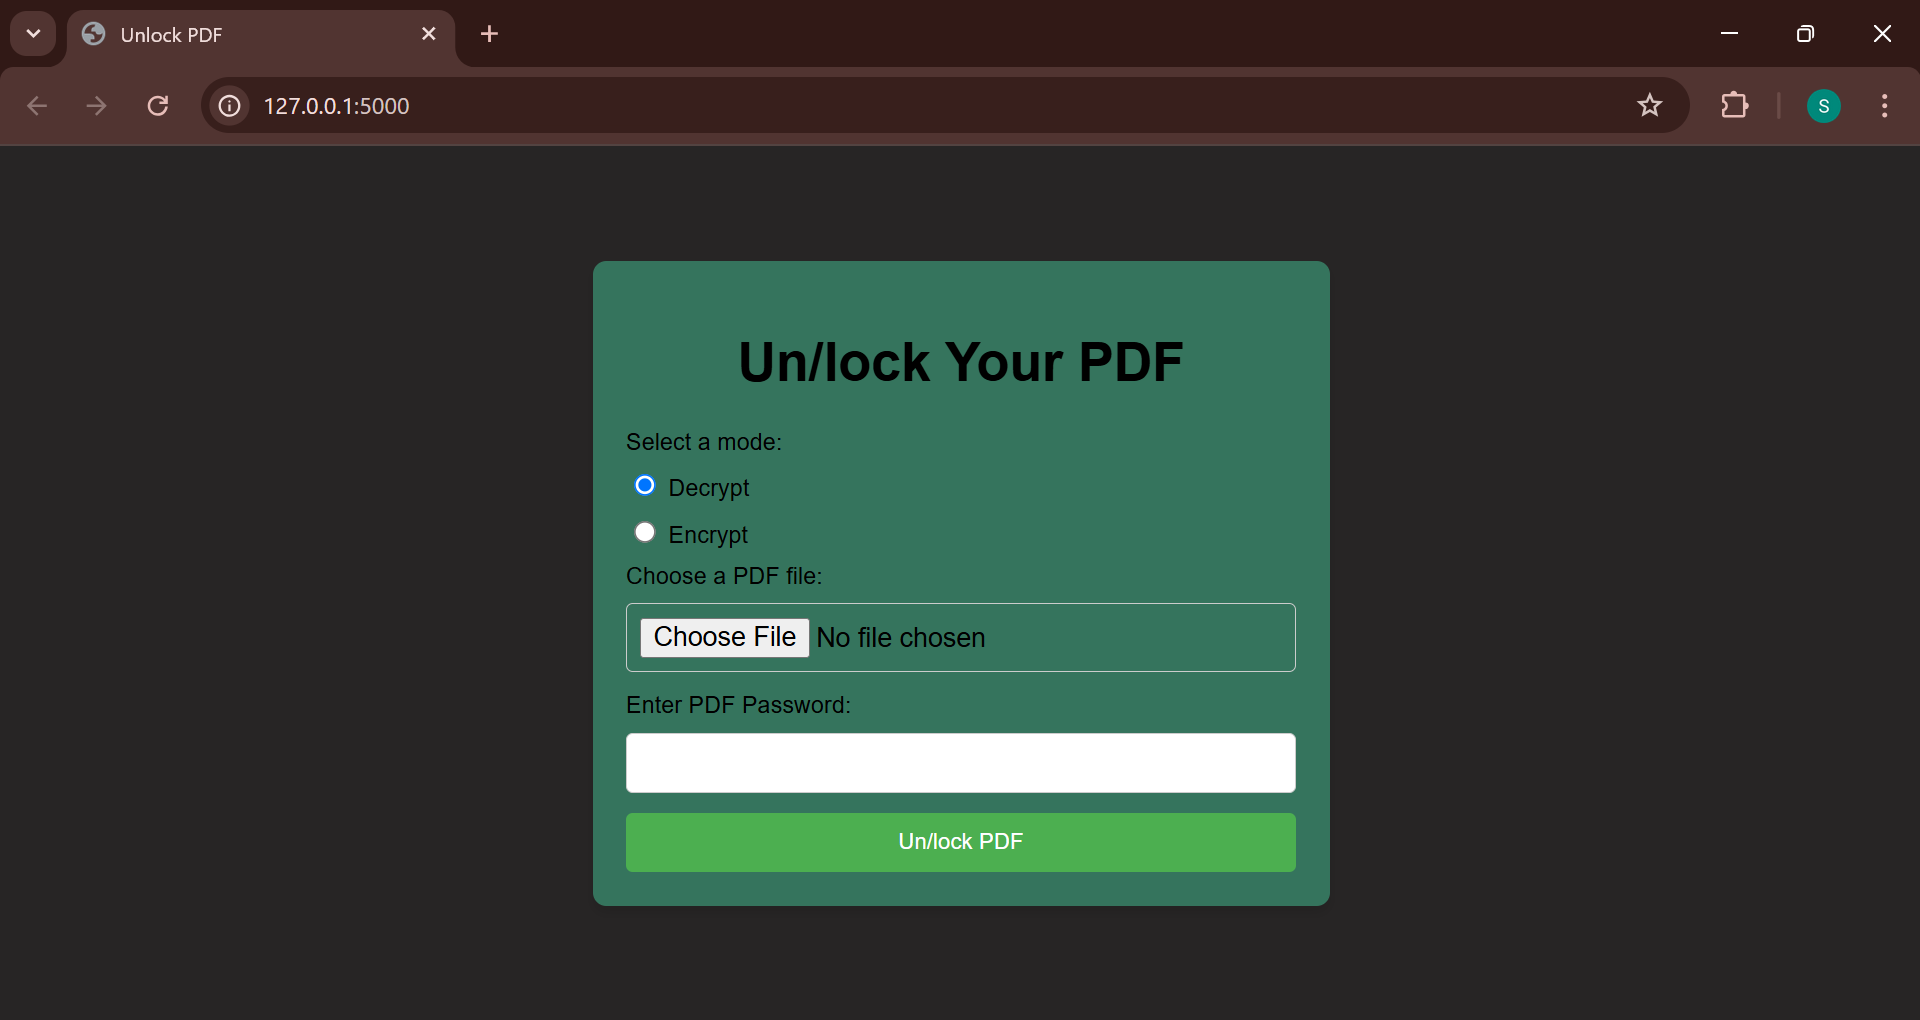 Unlock PDF
127.0.0.1:5000
S
Un/lock Your PDF
Select a mode:
Decrypt
Encrypt
Choose a PDF file:
Choose File No file chosen
Enter PDF Password:
Un/lock PDF